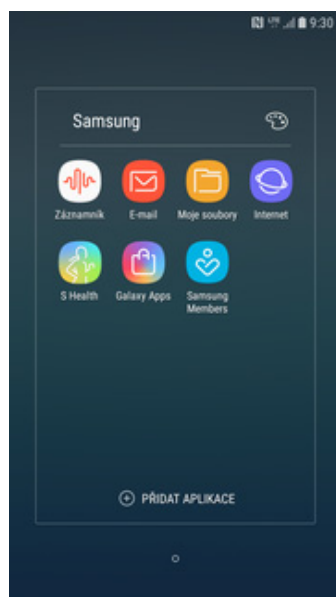 9:30
Samsung
Záznamník
E-mail
Moje soubory
Internet
S Health
Galaxy Apps
Samsung
Members
PŘIDAT APLIKACE